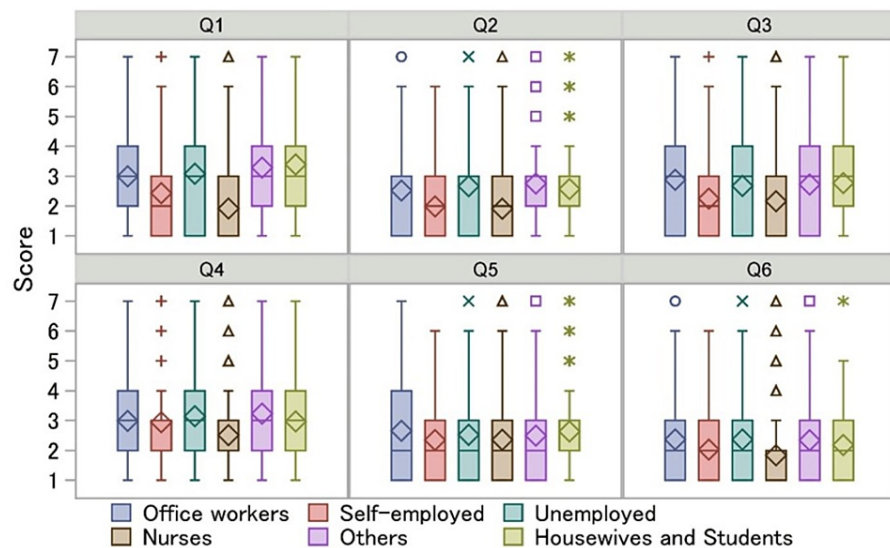 Q1 Q2 Q3
7
6
5
4
3
2
1
Score
Q4 Q5 Q6
7
6
5
4
3
2
1
Office workers Self-employed Unemployed
Nurses Others Housewives and Students